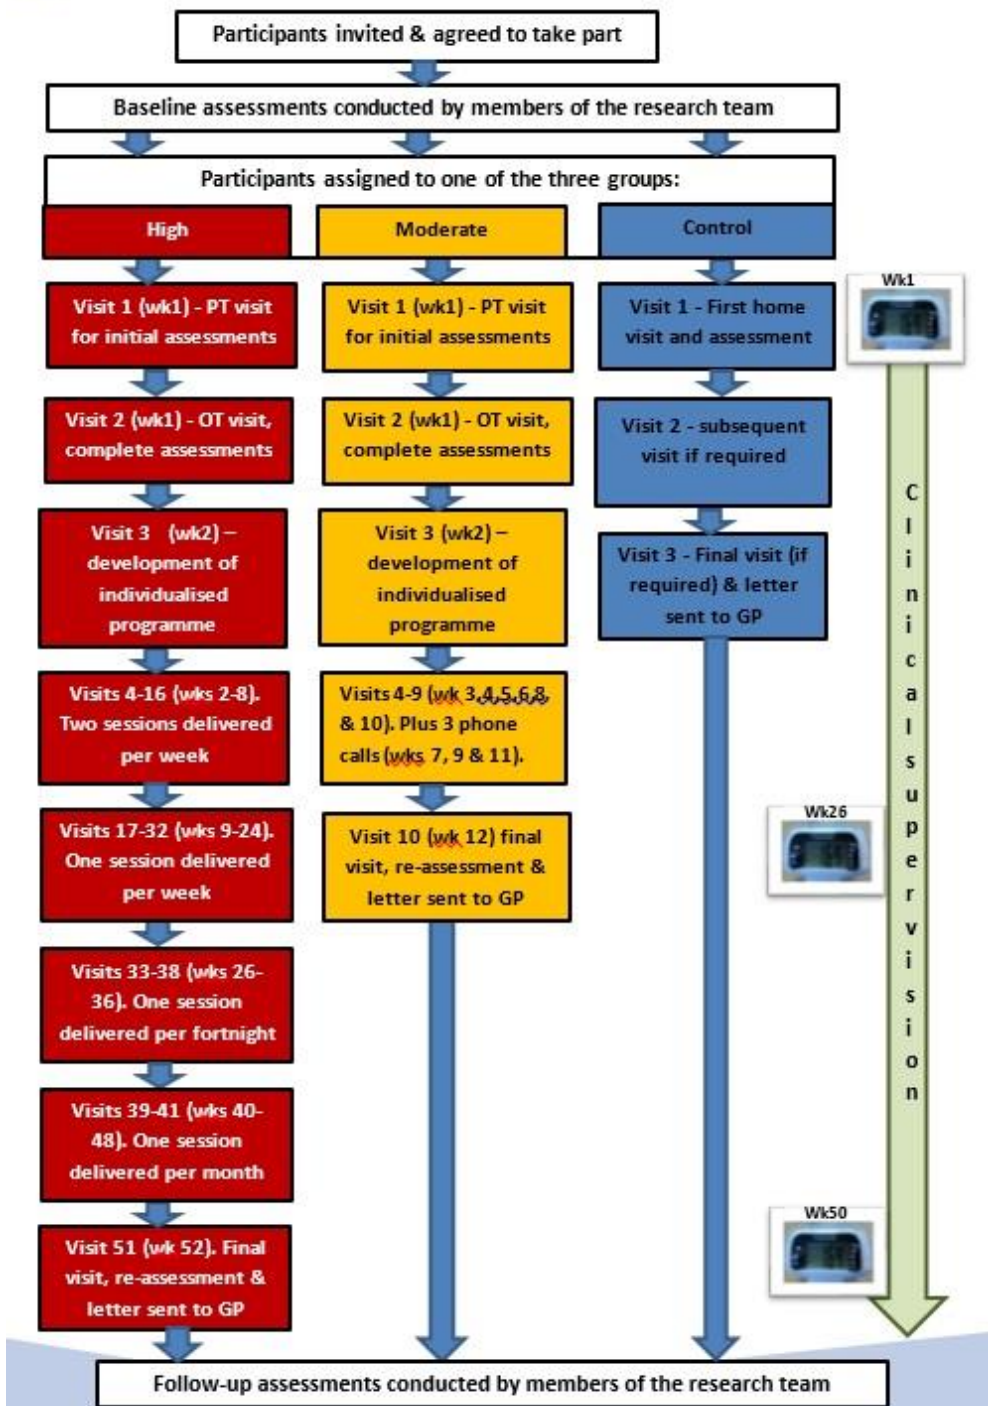 Participants invited & agreed to take part
Baseline assessments conducted by members of the research team
Participants assigned to one of the three groups:
High
Moderate
Control
Visit 1 (wk1) - PT visit
for initial assessments
Visit 1 (wk1) - PT visit
for initial assessments
Visit 1 - First home
visit and assessment
Wk1
Visit 2 (wk1) - OT visit,
complete assessments
Visit 2 (wk1) - OT visit,
complete assessments
Visit 2 - subsequent
visit if required
Visit 3 (wk2) –
development of
individualised
programme
Visit 3 (wk2) –
development of
individualised
programme
Visit 3 - Final visit (if
required) & letter
sent to GP
Clinical supervision
Visits 4-16 (wks 2-8).
Two sessions delivered
per week
Visits 4-9 (wk 3,4,5,6,8
& 10). Plus 3 phone
calls (wks 7, 9 & 11).
Visits 17-32 (wks 9-24).
One session delivered
per week
Visit 10 (wk 12) final
visit, re-assessment &
letter sent to GP
Wk26
Visits 33-38 (wks 26-
36). One session
delivered per fortnight
Visits 39-41 (wks 40-
48). One session
delivered per month
Visit 51 (wk 52). Final
visit, re-assessment &
letter sent to GP
Wk50
Follow-up assessments conducted by members of the research team